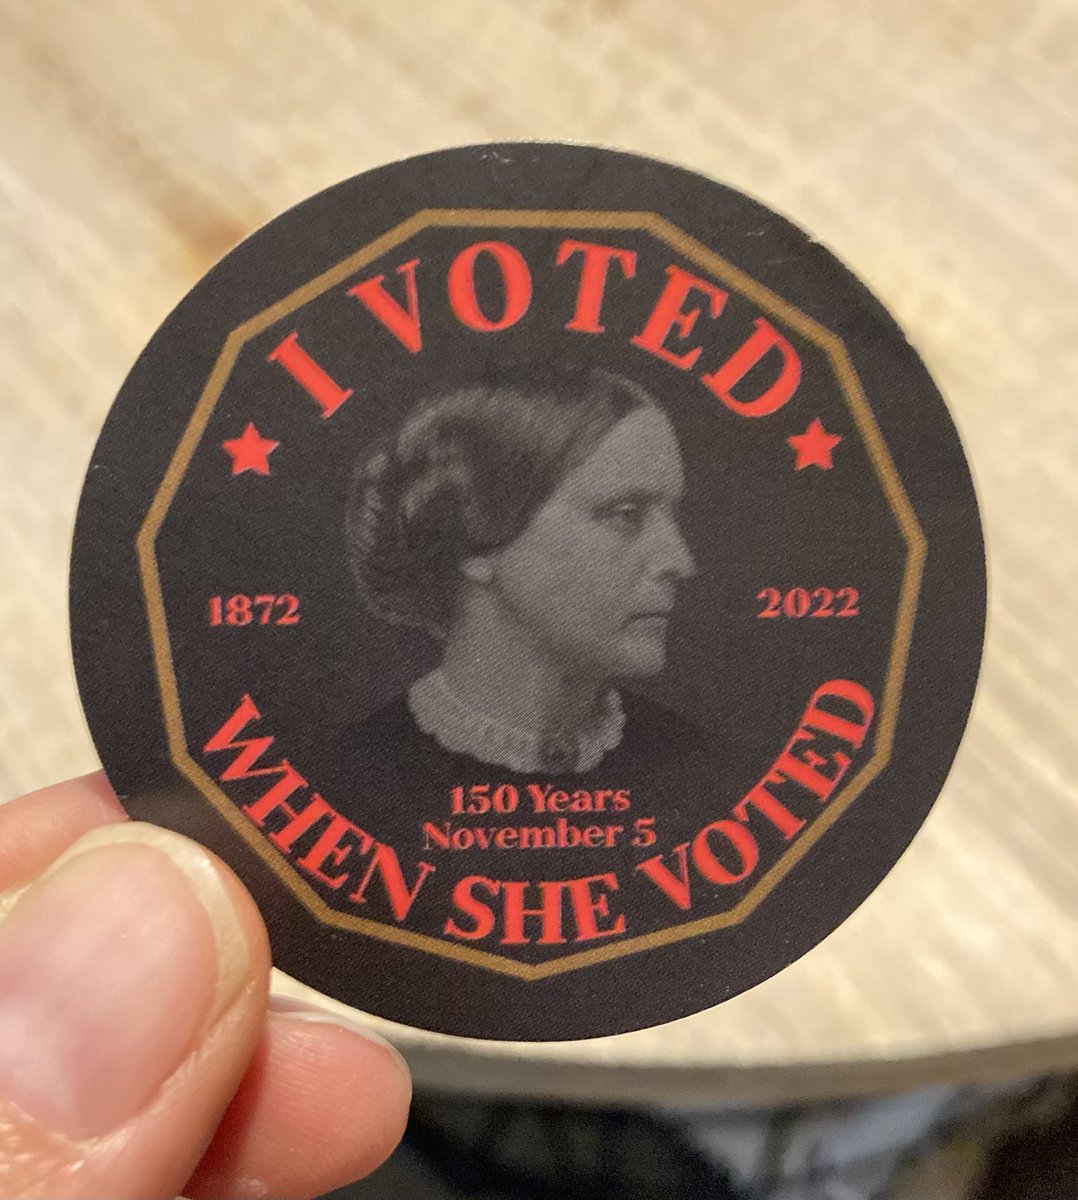 I VOTED
1872
2022
150 Years
November 5
WHEN SHE VOTED